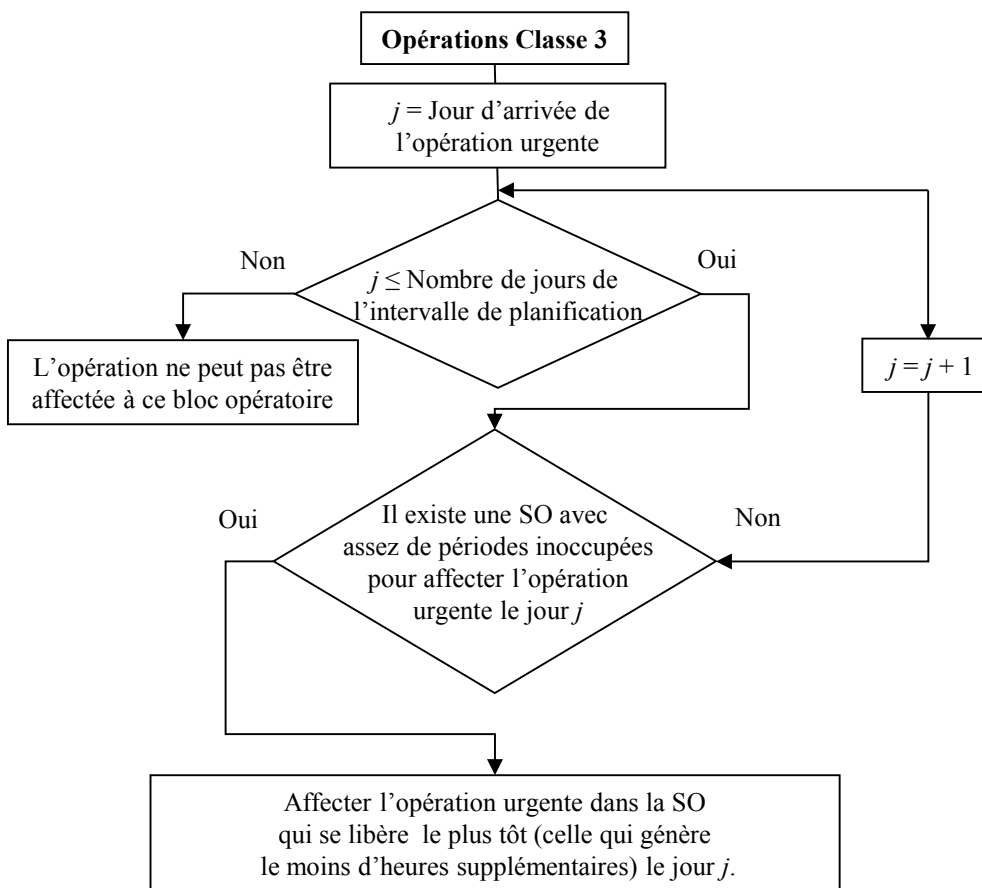 Opérations Classe 3
j = Jour d’arrivée de
l’opération urgente
Non
Oui
j ≤ Nombre de jours de
l’intervalle de planification
L’opération ne peut pas être
affectée à ce bloc opératoire
j = j + 1
Oui
Non
Il existe une SO avec
assez de périodes inoccupées
pour affecter l’opération
urgente le jour j
Affecter l’opération urgente dans la SO
qui se libère le plus tôt (celle qui génère
le moins d’heures supplémentaires) le jour j.